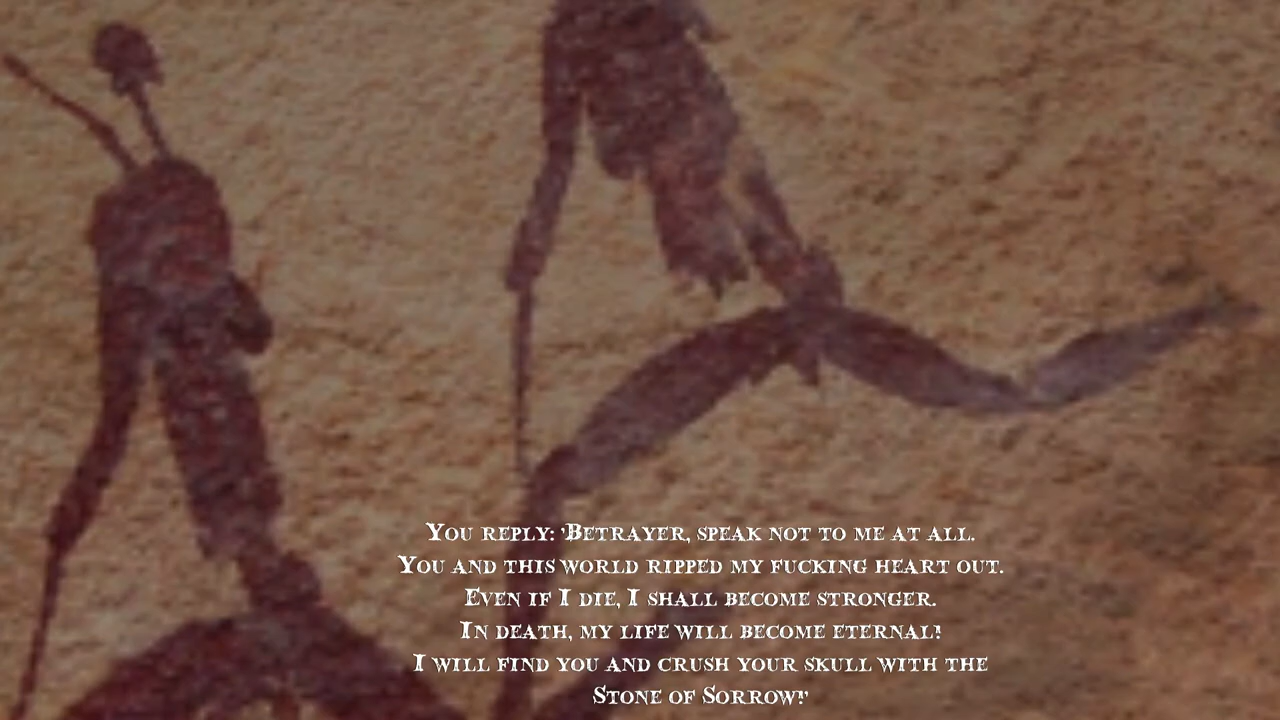 You reply: 'Betrayer, speak not to me at all.
You and this world ripped my fucking heart out.
Even if I die, I shall become stronger.
In death, my life will become eternal!
I will find you and crush your skull with the
Stone of Sorrow!'